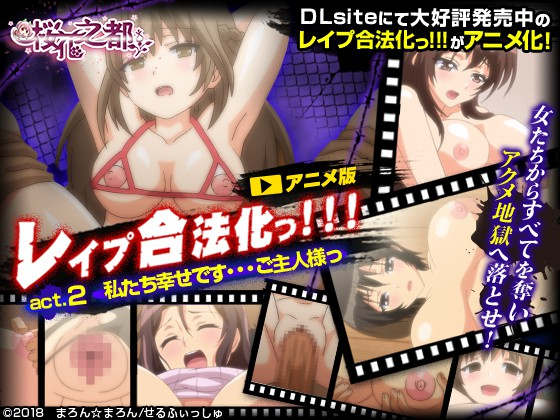 桜花之都
DLsiteにて大好評発売中の
レイプ合法化っ!!!がアニメ化!
女たちからすべてを奪い
アクメ地獄へ落とせ!
アニメ版
レイプ合法化っ!!!
act.2 私たち幸せです・・・ご主人様っ
©2018 まろん☆まろん/せるふぃっしゅ